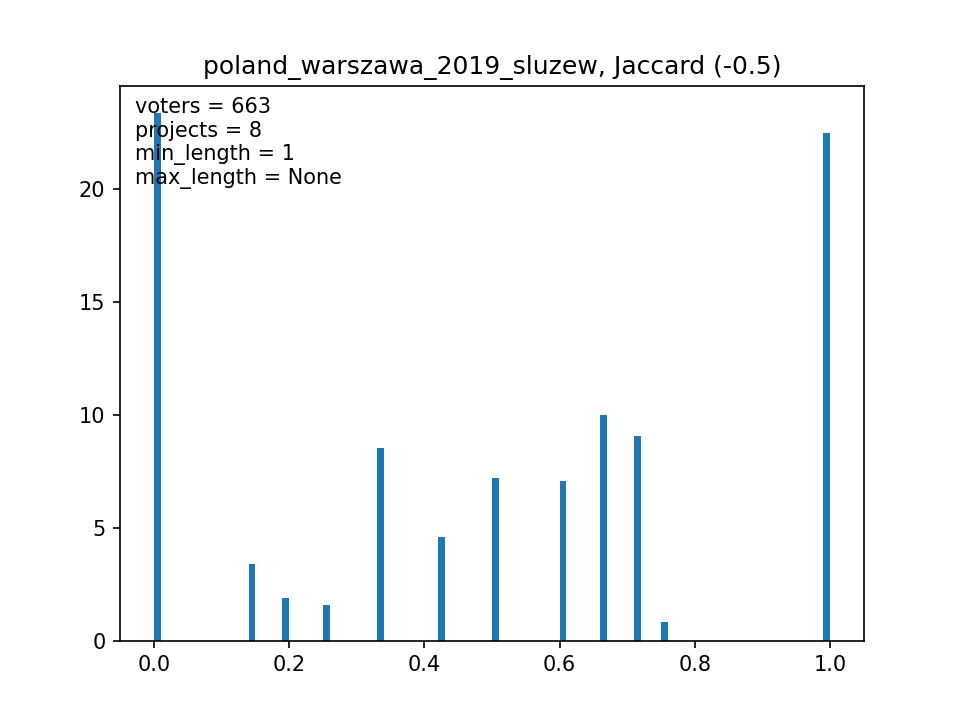 poland_warszawa_2019_sluzew, Jaccard (-0.5)
voters = 663
projects = 8
min_length = 1
max_length = None
20
15
10
5
0
0.0 0.2 0.4 0.6 0.8 1.0